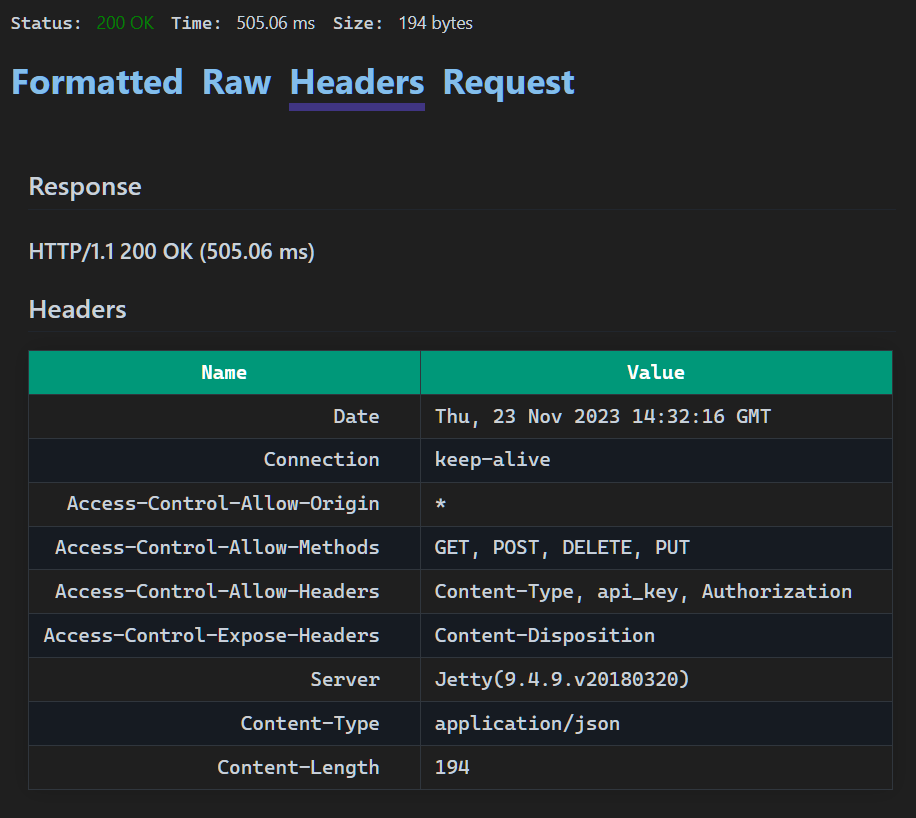 Status: 200 OK Time: 505.06 ms Size: 194 bytes
Formatted Raw Headers Request
Response
HTTP/1.1 200 OK (505.06 ms)
Headers
Name Value
Date Thu, 23 Nov 2023 14:32:16 GMT
Connection keep-alive
Access-Control-Allow-Origin *
Access-Control-Allow-Methods GET, POST, DELETE, PUT
Access-Control-Allow-Headers Content-Type, api_key, Authorization
Access-Control-Expose-Headers Content-Disposition
Server Jetty(9.4.9.v20180320)
Content-Type application/json
Content-Length 194